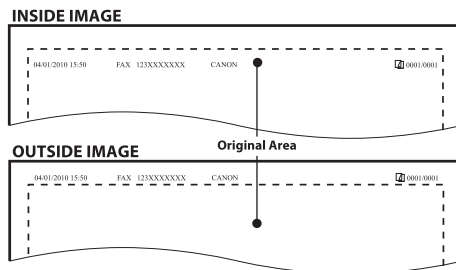 INSIDE IMAGE
04/01/2010 15:50 FAX 123XXXXXXX CANON 0001/0001
Original Area
OUTSIDE IMAGE
04/01/2010 15:50 FAX 123XXXXXXX CANON 0001/0001